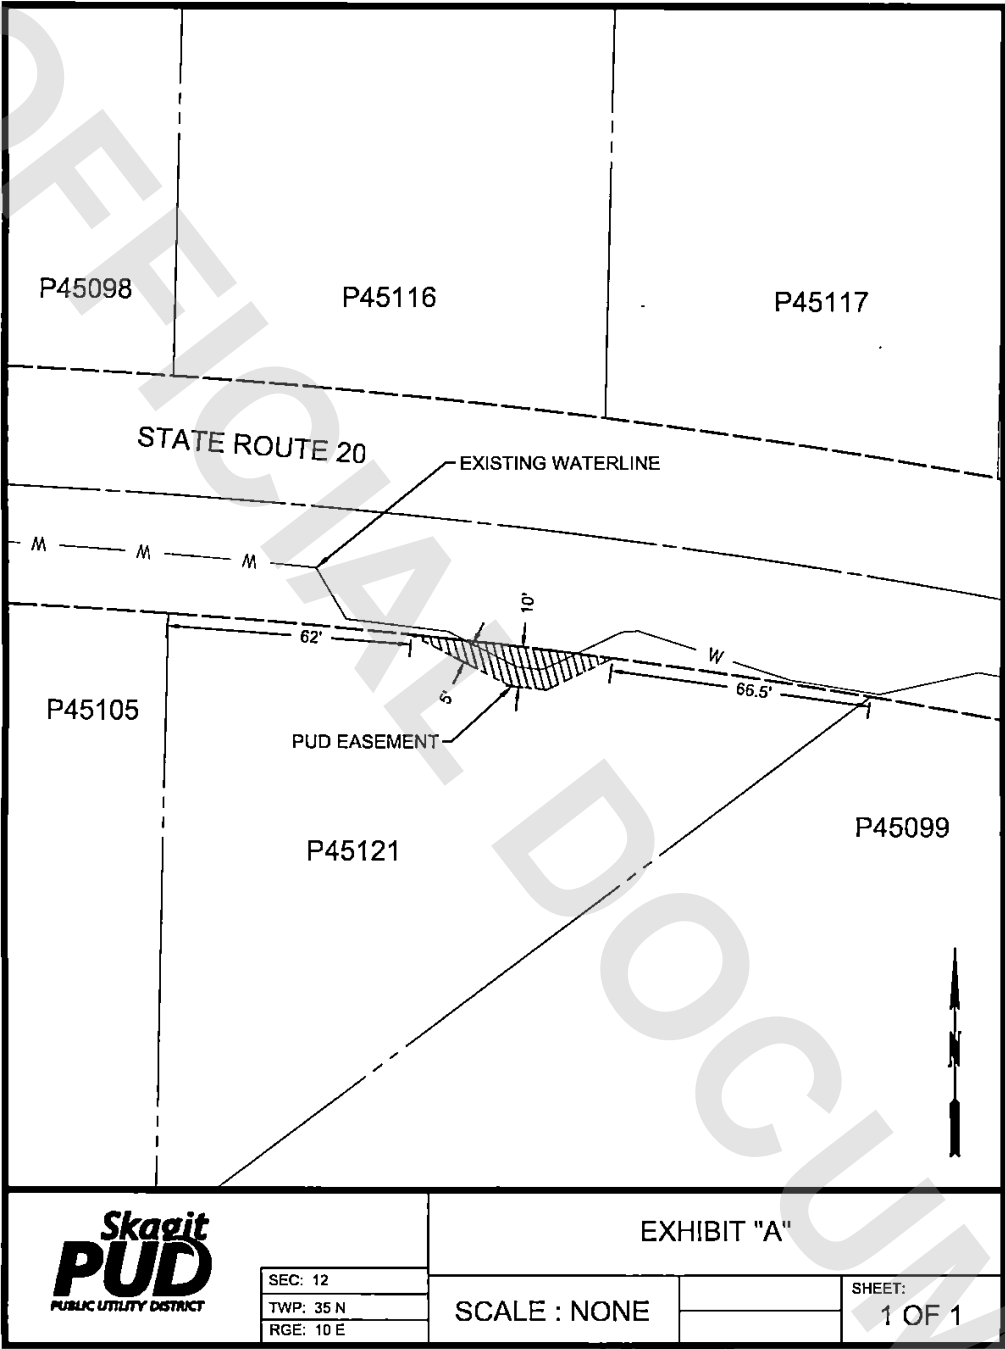 P45098
P45116
P45117
STATE ROUTE 20
EXISTING WATERLINE
W W W
10'
62'
W
5'
66.5'
P45105
PUD EASEMENT
P45121
P45099
N
Skagit
PUD
PUBLIC UTILITY DISTRICT
SEC: 12
TWP: 35 N
RGE: 10 E
EXHIBIT "A"
SCALE : NONE
SHEET:
1 OF 1
OFFICIAL DOCUM